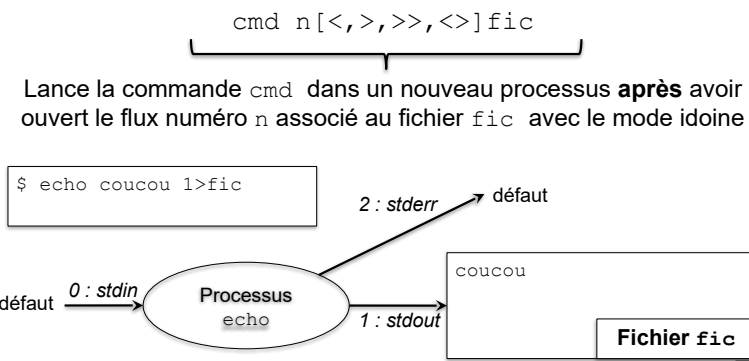 cmd n[<,>,>>,<>]fic
Lance la commande cmd dans un nouveau processus après avoir
ouvert le flux numéro n associé au fichier fic avec le mode idoine
$ echo coucou 1>fic
2 : stderr
défaut
défaut
0 : stdin
Processus
echo
1 : stdout
coucou
Fichier fic